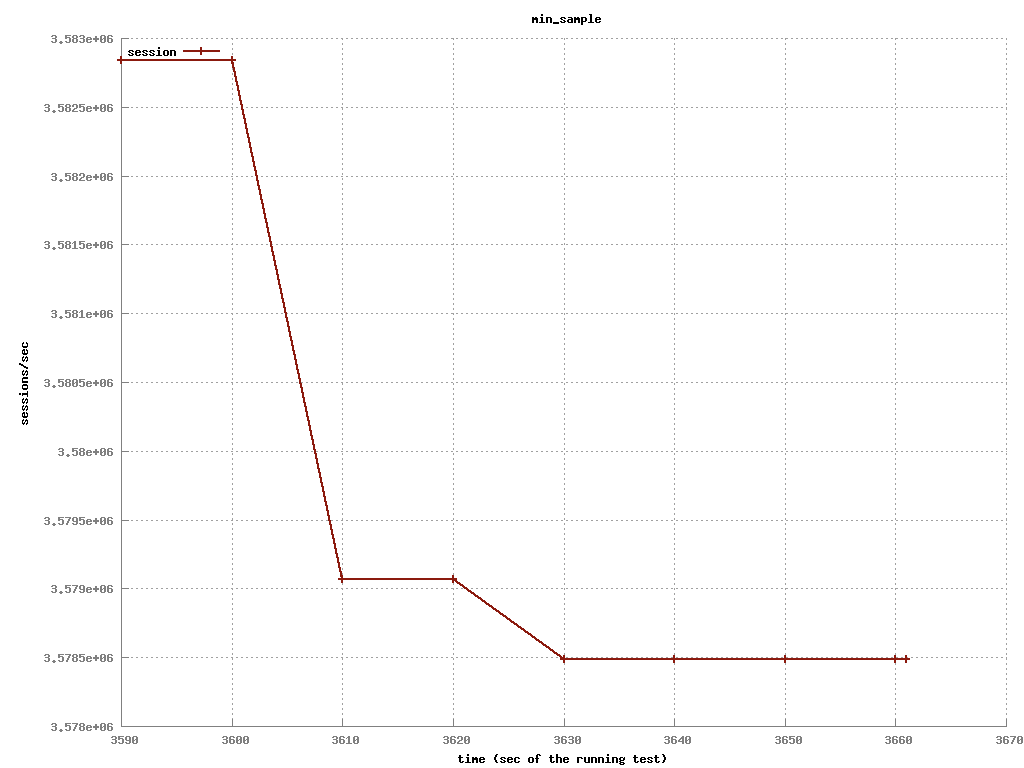 min_sample
3.583e+06
session
3.5825e+06
3.582e+06
3.5815e+06
3.581e+06
3.5805e+06
3.58e+06
3.5795e+06
3.579e+06
3.5785e+06
3.578e+06
sessions/sec
3590 3600 3610 3620 3630 3640 3650 3660 3670
time (sec of the running test)